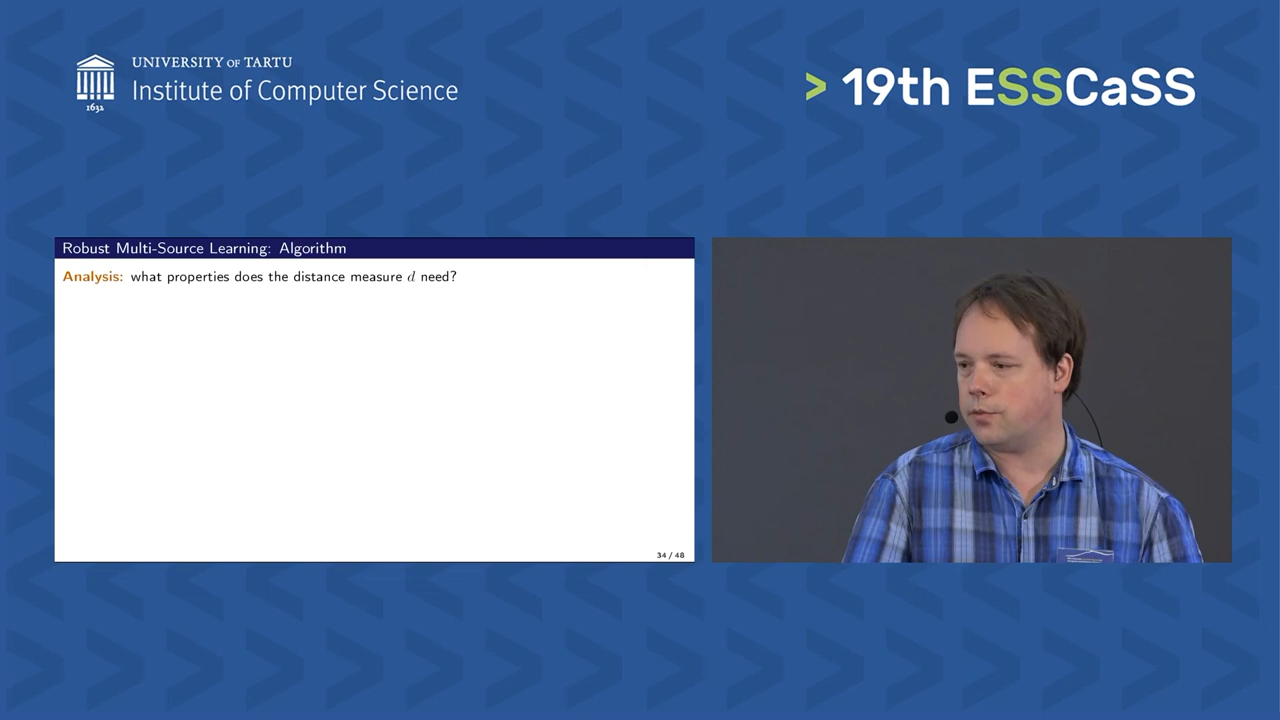 UNIVERSITY OF TARTU
Institute of Computer Science
1632
> 19th ESSCaSS
Robust Multi-Source Learning: Algorithm
Analysis: what properties does the distance measure d need?
34 / 48